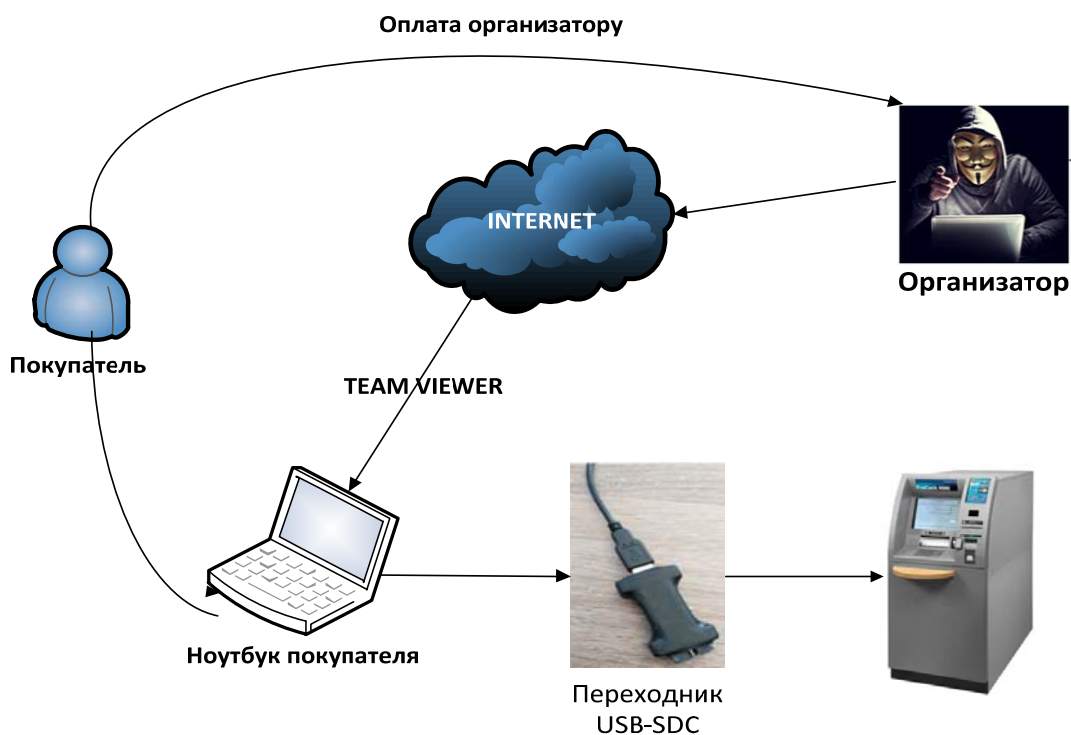 Оплата организатору
INTERNET
Организатор
Покупатель
TEAM VIEWER
Ноутбук покупателя
Переходник
USB-SDC